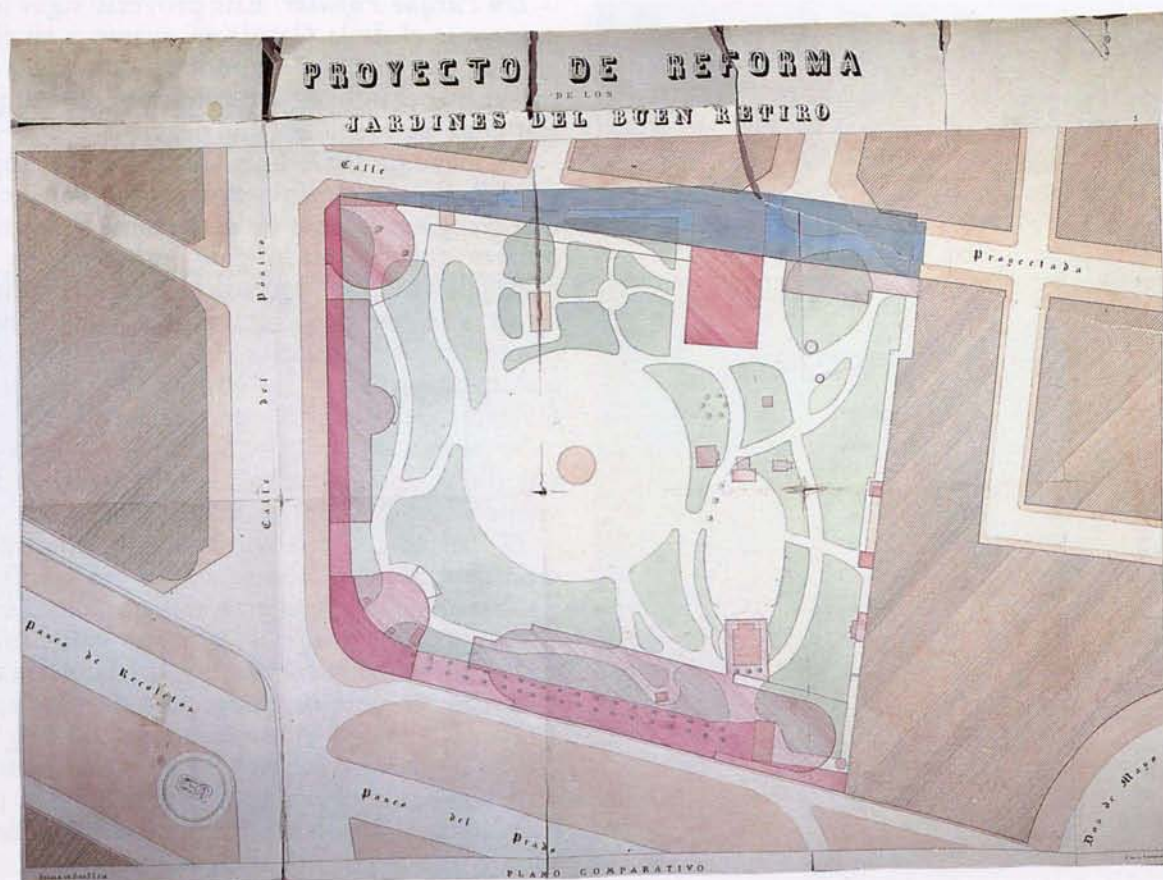 PROYECTO DE REFORMA
DE LOS
JARDINES DEL BUEN RETIRO
Calle
Proyectada
Calle del Pósito
Paseo de Recoletos
Paseo del Prado
Dos de Mayo
PLANO COMPARATIVO